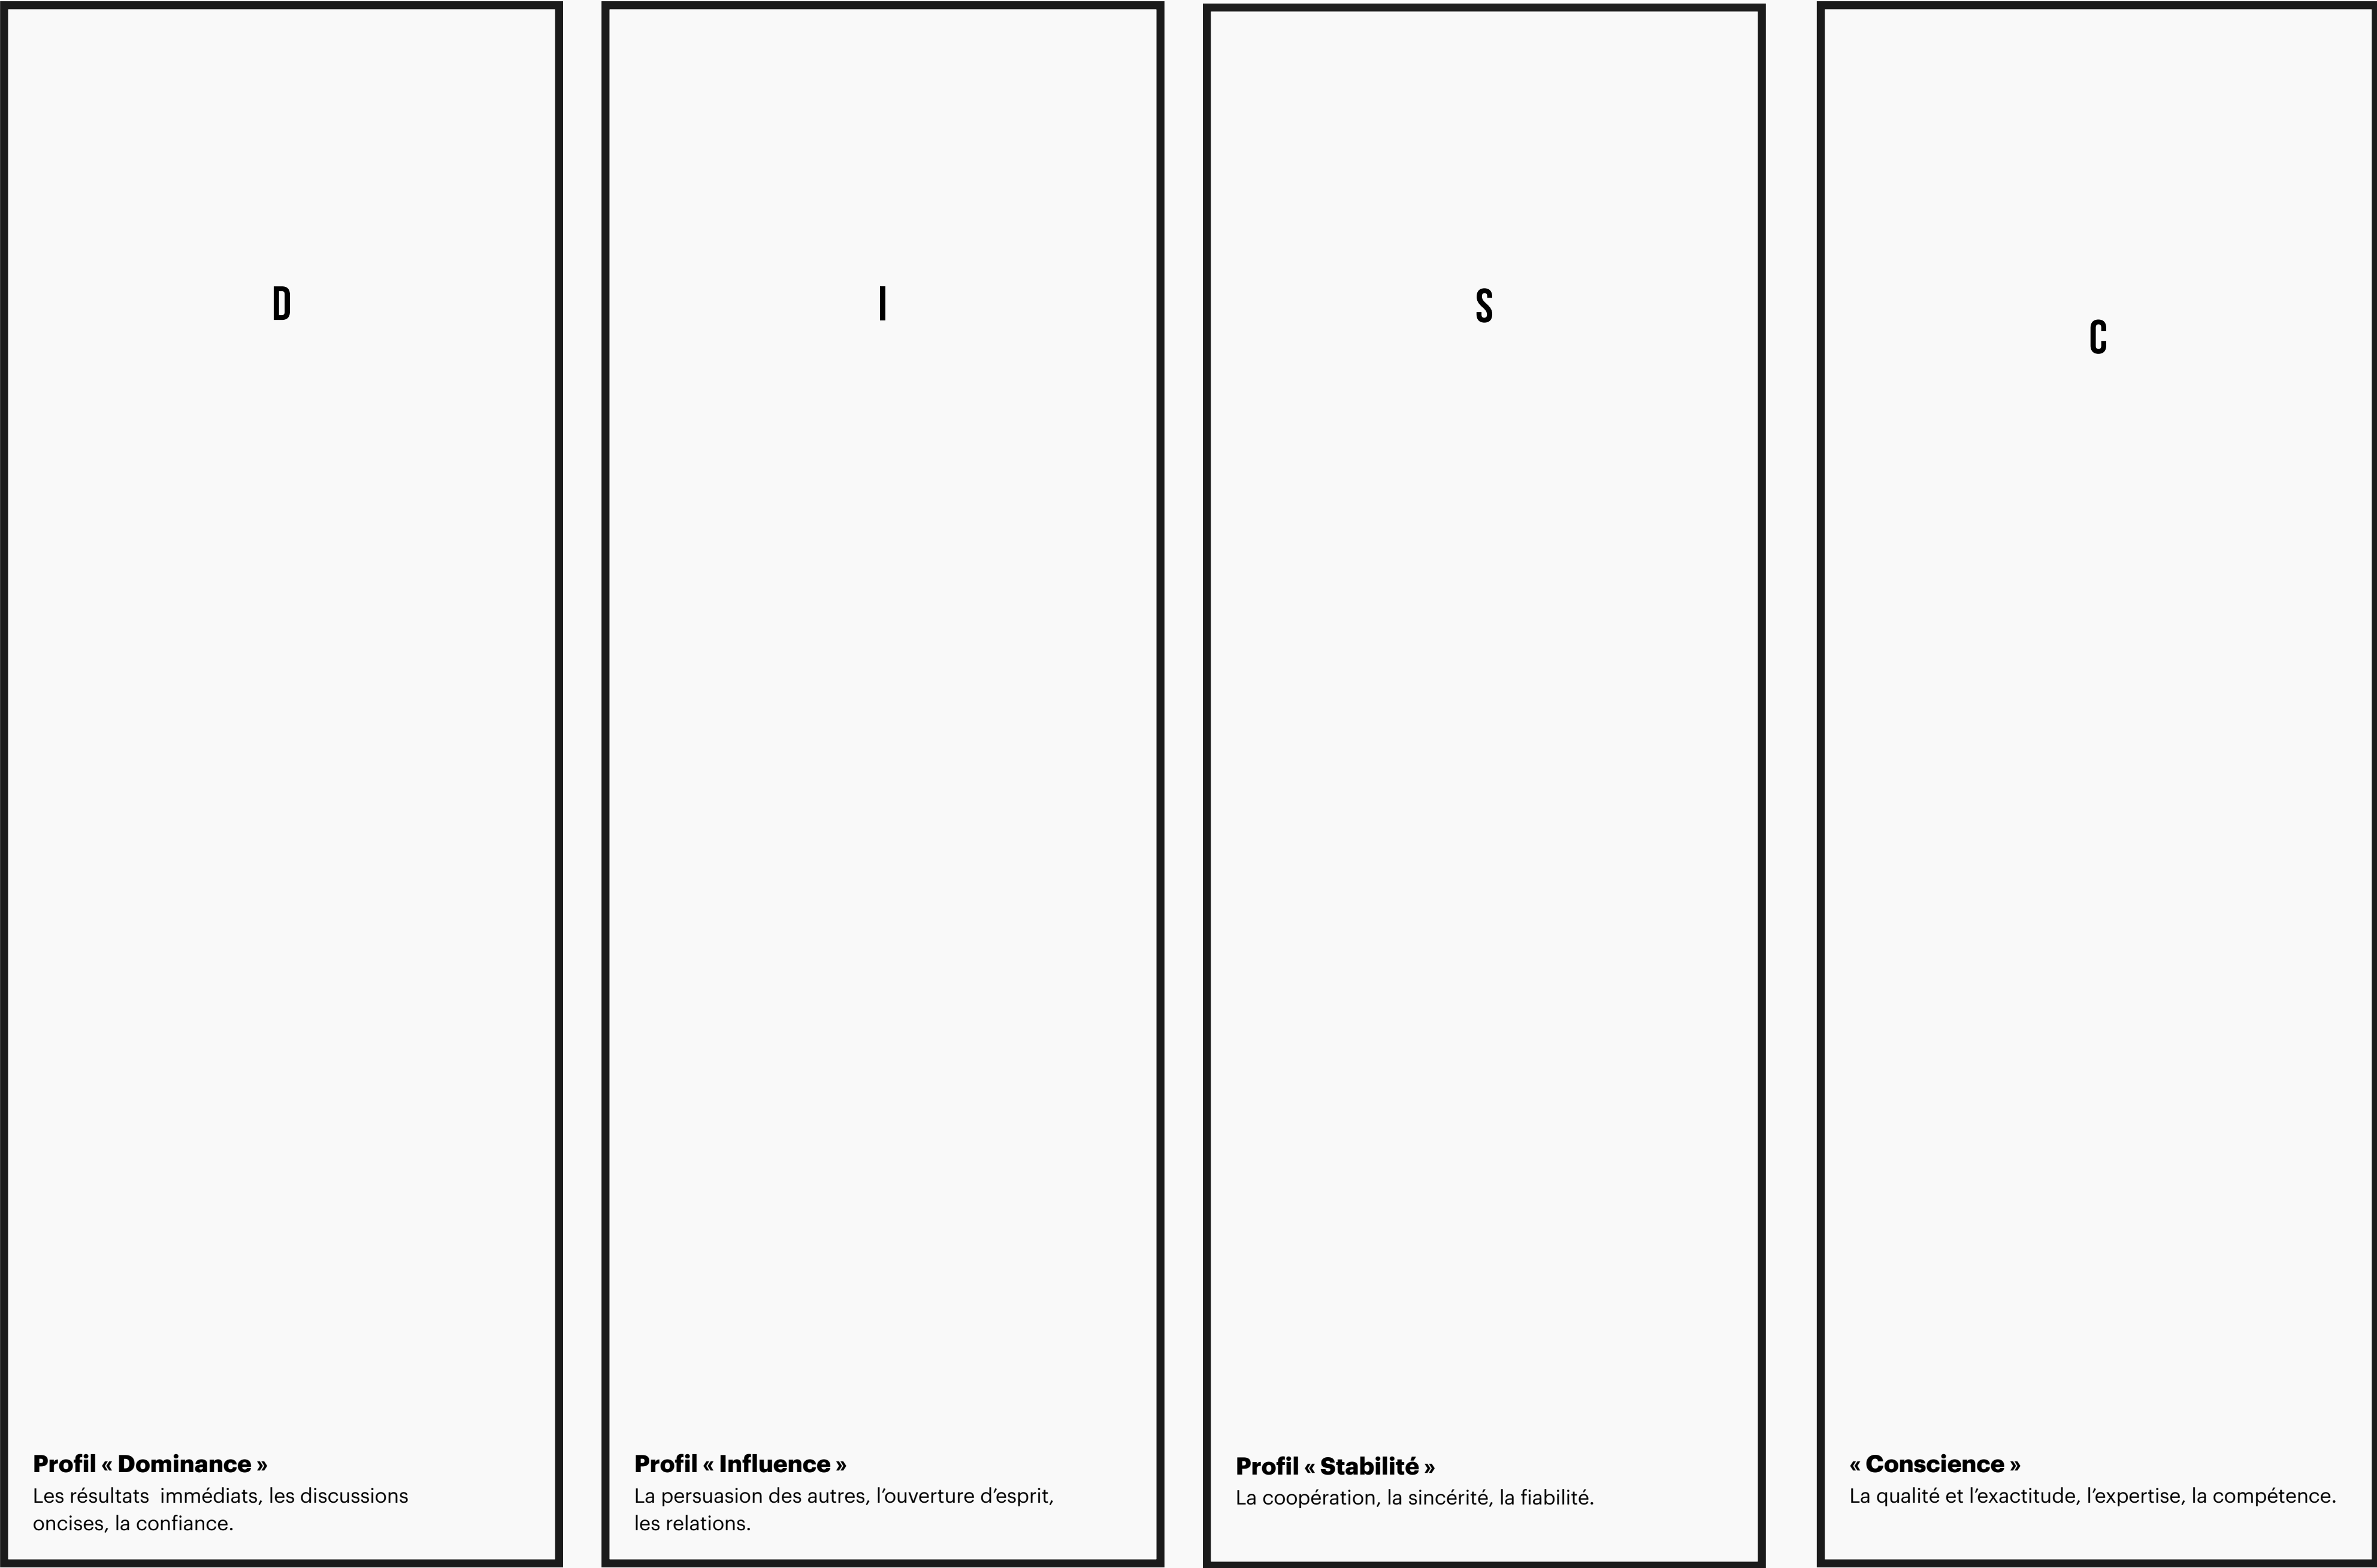 D
Profil « Dominance »
Les résultats  immédiats, les discussions
oncises, la confiance.
I
Profil « Influence »
La persuasion des autres, l’ouverture d’esprit,
les relations.
S
Profil « Stabilité »
La coopération, la sincérité, la fiabilité.
C
« Conscience »
La qualité et l’exactitude, l’expertise, la compétence.